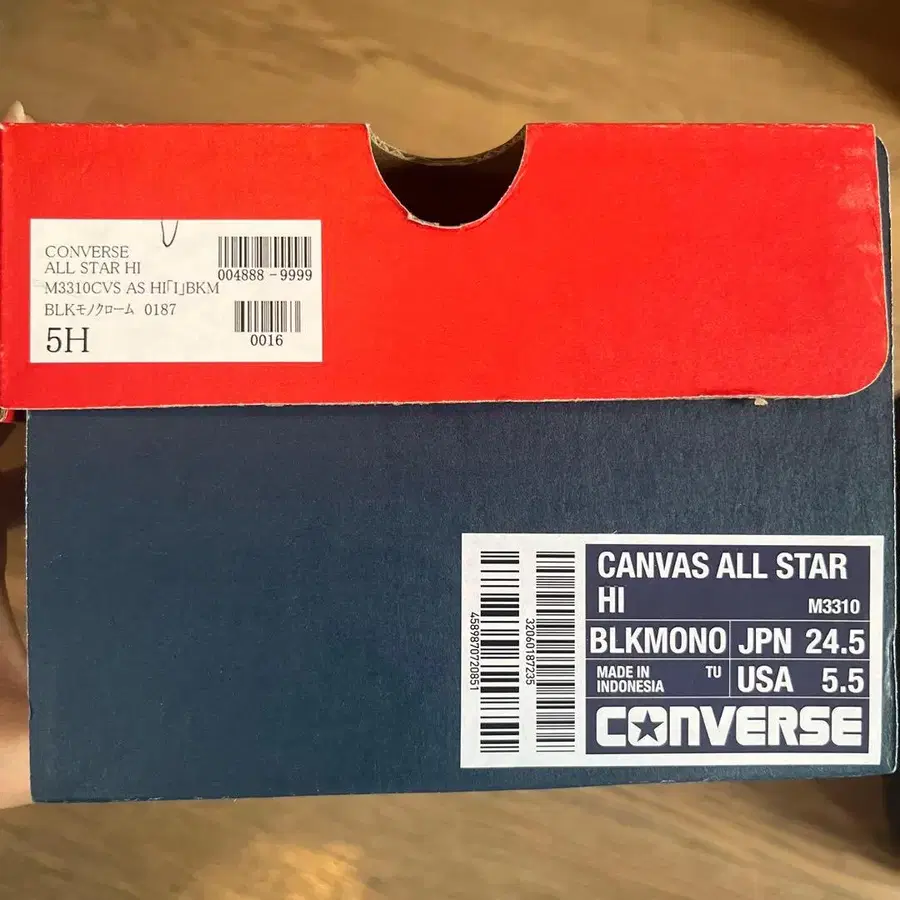 CONVERSE
ALL STAR HI
004888-9999
M3310CVS AS HI「I」BKM
BLKモノクローム 0187
5H
0016
4589870720851
32060187235
CANVAS ALL STAR
HI
M3310
BLKMONO
JPN 24.5
MADE IN
INDONESIA
TU
USA 5.5
CONVERSE